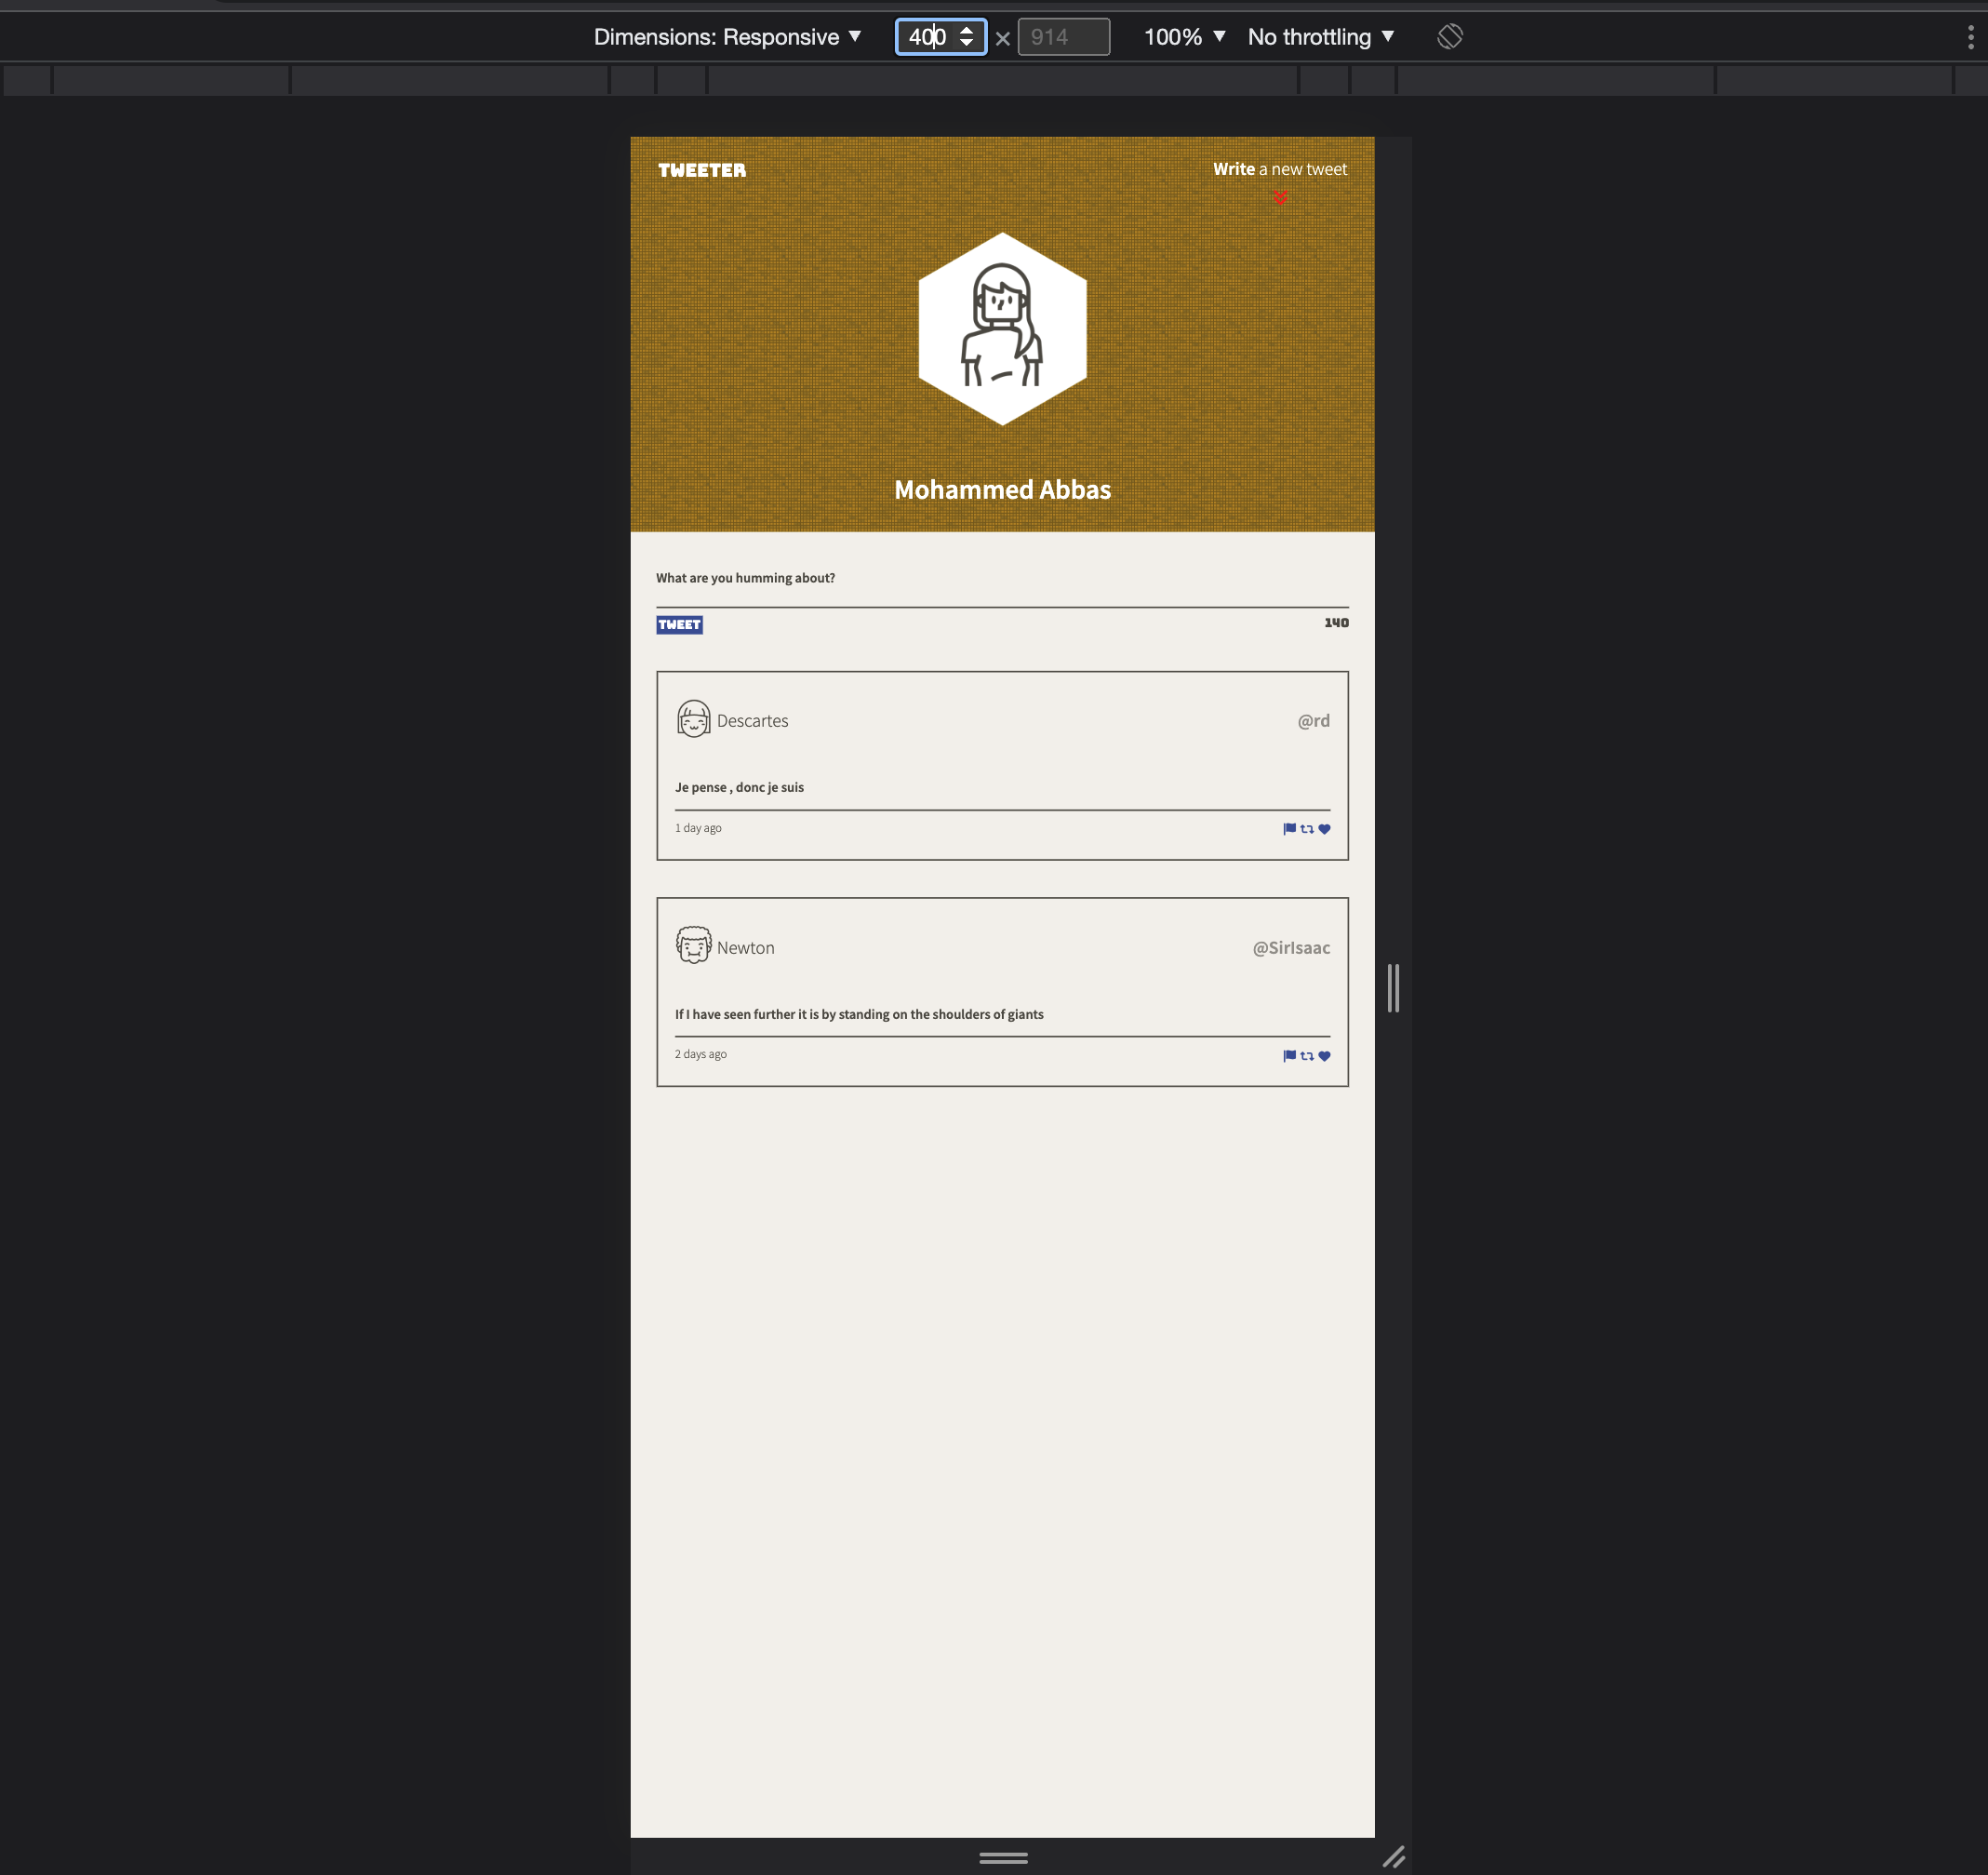 Dimensions: Responsive ▼ 400 × 914 100% ▼ No throttling ▼
TWEETER
Write a new tweet
Mohammed Abbas
What are you humming about?
TWEET
140
Descartes
@rd
Je pense , donc je suis
1 day ago
Newton
@SirIsaac
If I have seen further it is by standing on the shoulders of giants
2 days ago